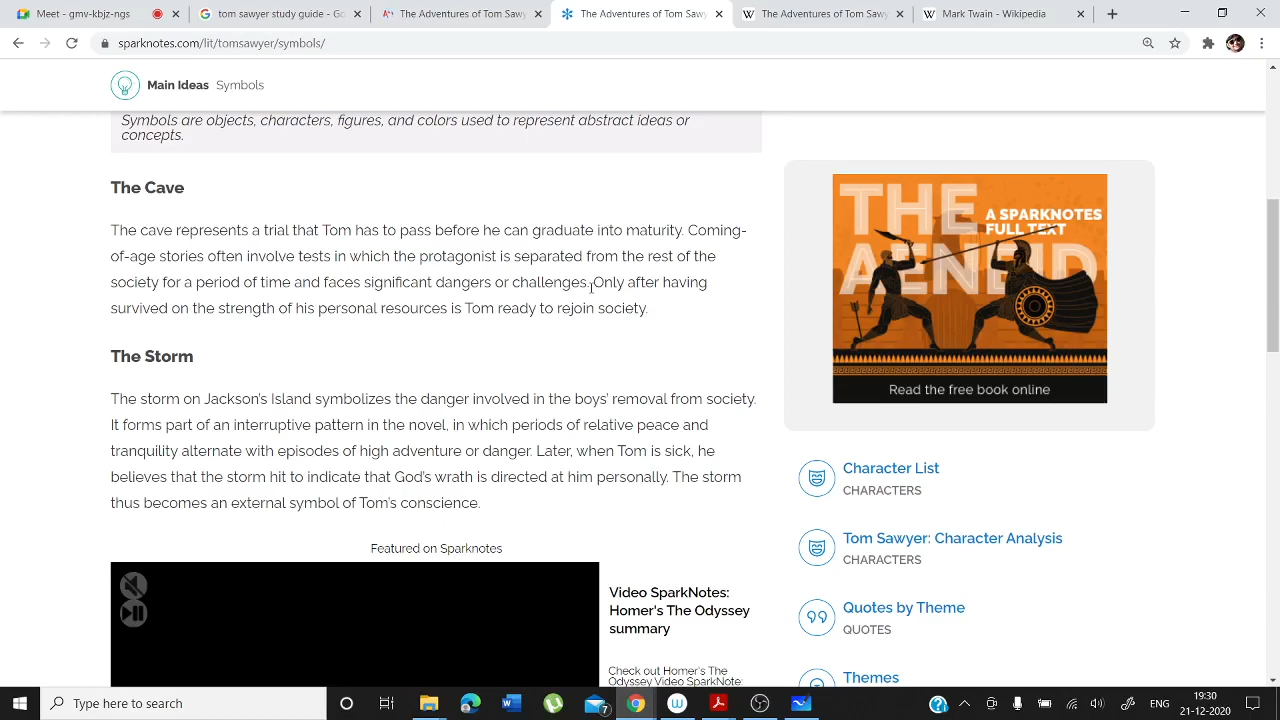 Meet - gmv-kbjz-
gmat study guide - Go
The Adventures of Tom Sawy
The Adventures of Tom Saw
The Adventures of Tom Saw
Mark Twain - Wikipedia
sparknotes.com/lit/tomsawyer/symbols/
Main Ideas Symbols
Symbols are objects, characters, figures, and colors used to represent abstract ideas or
concepts.
The Cave
The cave represents a trial that Tom has to pass before he can graduate into maturity. Coming-
of-age stories often involve tests in which the protagonist is separated from the rest of the
society for a period of time and faces significant dangers or challenges. Only after having
survived on the strength of his personal resources is Tom ready to rejoin society.
The Storm
The storm on Jackson's Island symbolizes the danger involved in the boys' removal from society.
It forms part of an interruptive pattern in the novel, in which periods of relative peace and
tranquility alternate with episodes of high adventure or danger. Later, when Tom is sick, he
believes that the storm hit to indicate that God's wrath is directed at him personally. The storm
thus becomes an external symbol of Tom's conscience.
Featured on Sparknotes
Video SparkNotes:
Homer's The Odyssey
summary
Check out Homer's The
Odyssey Video SparkNote:
THE
AENEID
A SPARKNOTES
FULL TEXT
Read the free book online
Character List
CHARACTERS
Tom Sawyer: Character Analysis
CHARACTERS
Quotes by Theme
QUOTES
Themes
Type here to search
7
ENG
19:30
21-12-2020